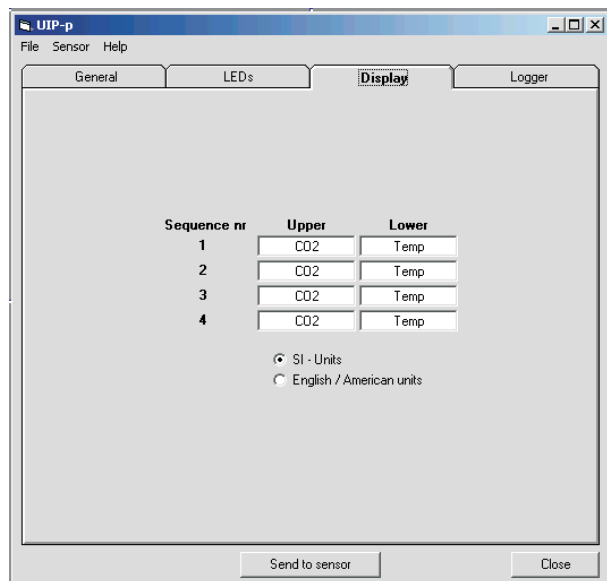 UIP-p
File Sensor Help
General LEDs Display Logger
Sequence nr Upper Lower
1 CO2 Temp
2 CO2 Temp
3 CO2 Temp
4 CO2 Temp
SI - Units
English / American units
Send to sensor Close